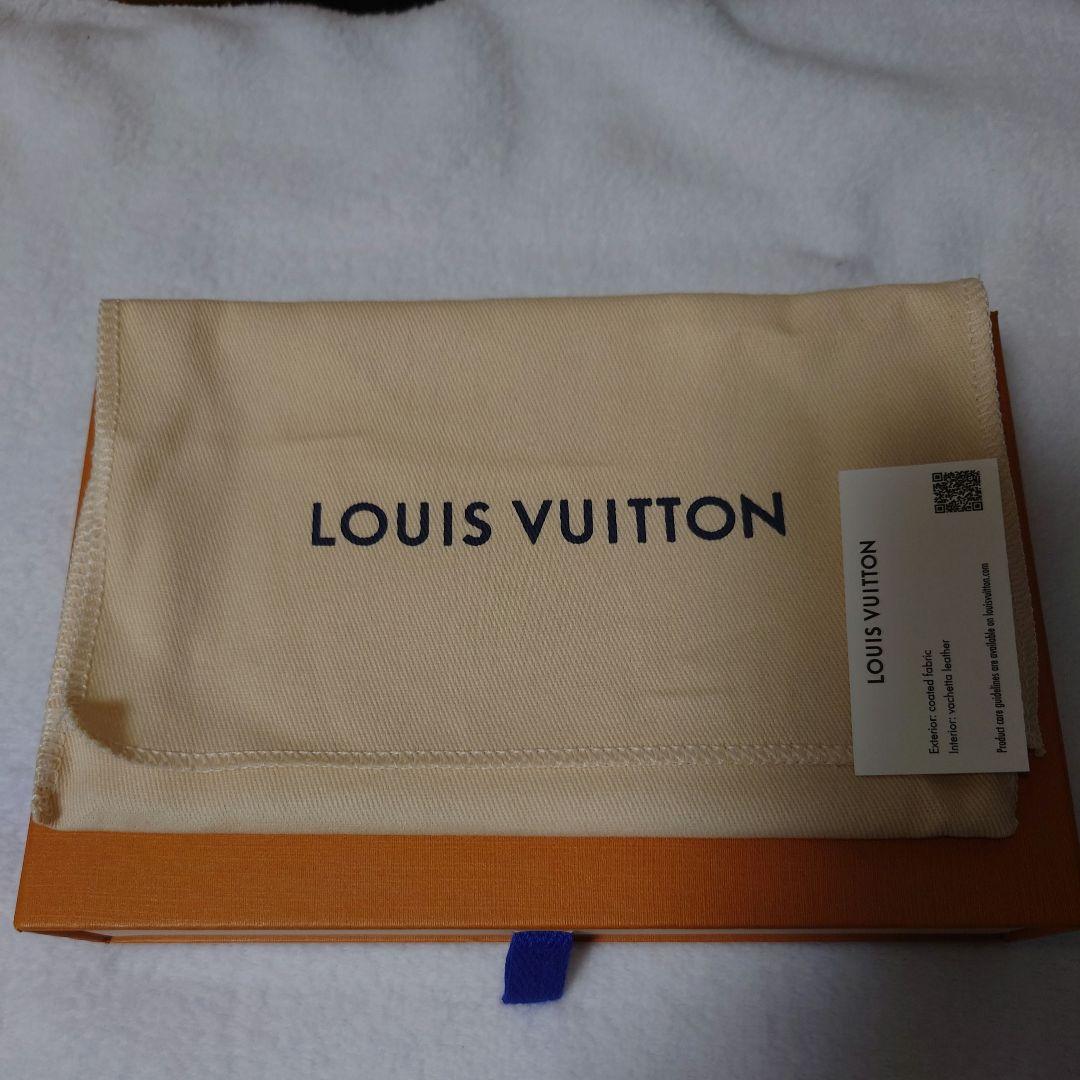 LOUIS VUITTON
LOUIS VUITTON
Exterior: coated fabric
Interior: vachetta leather
Product care guidelines are available on louisvuitton.com